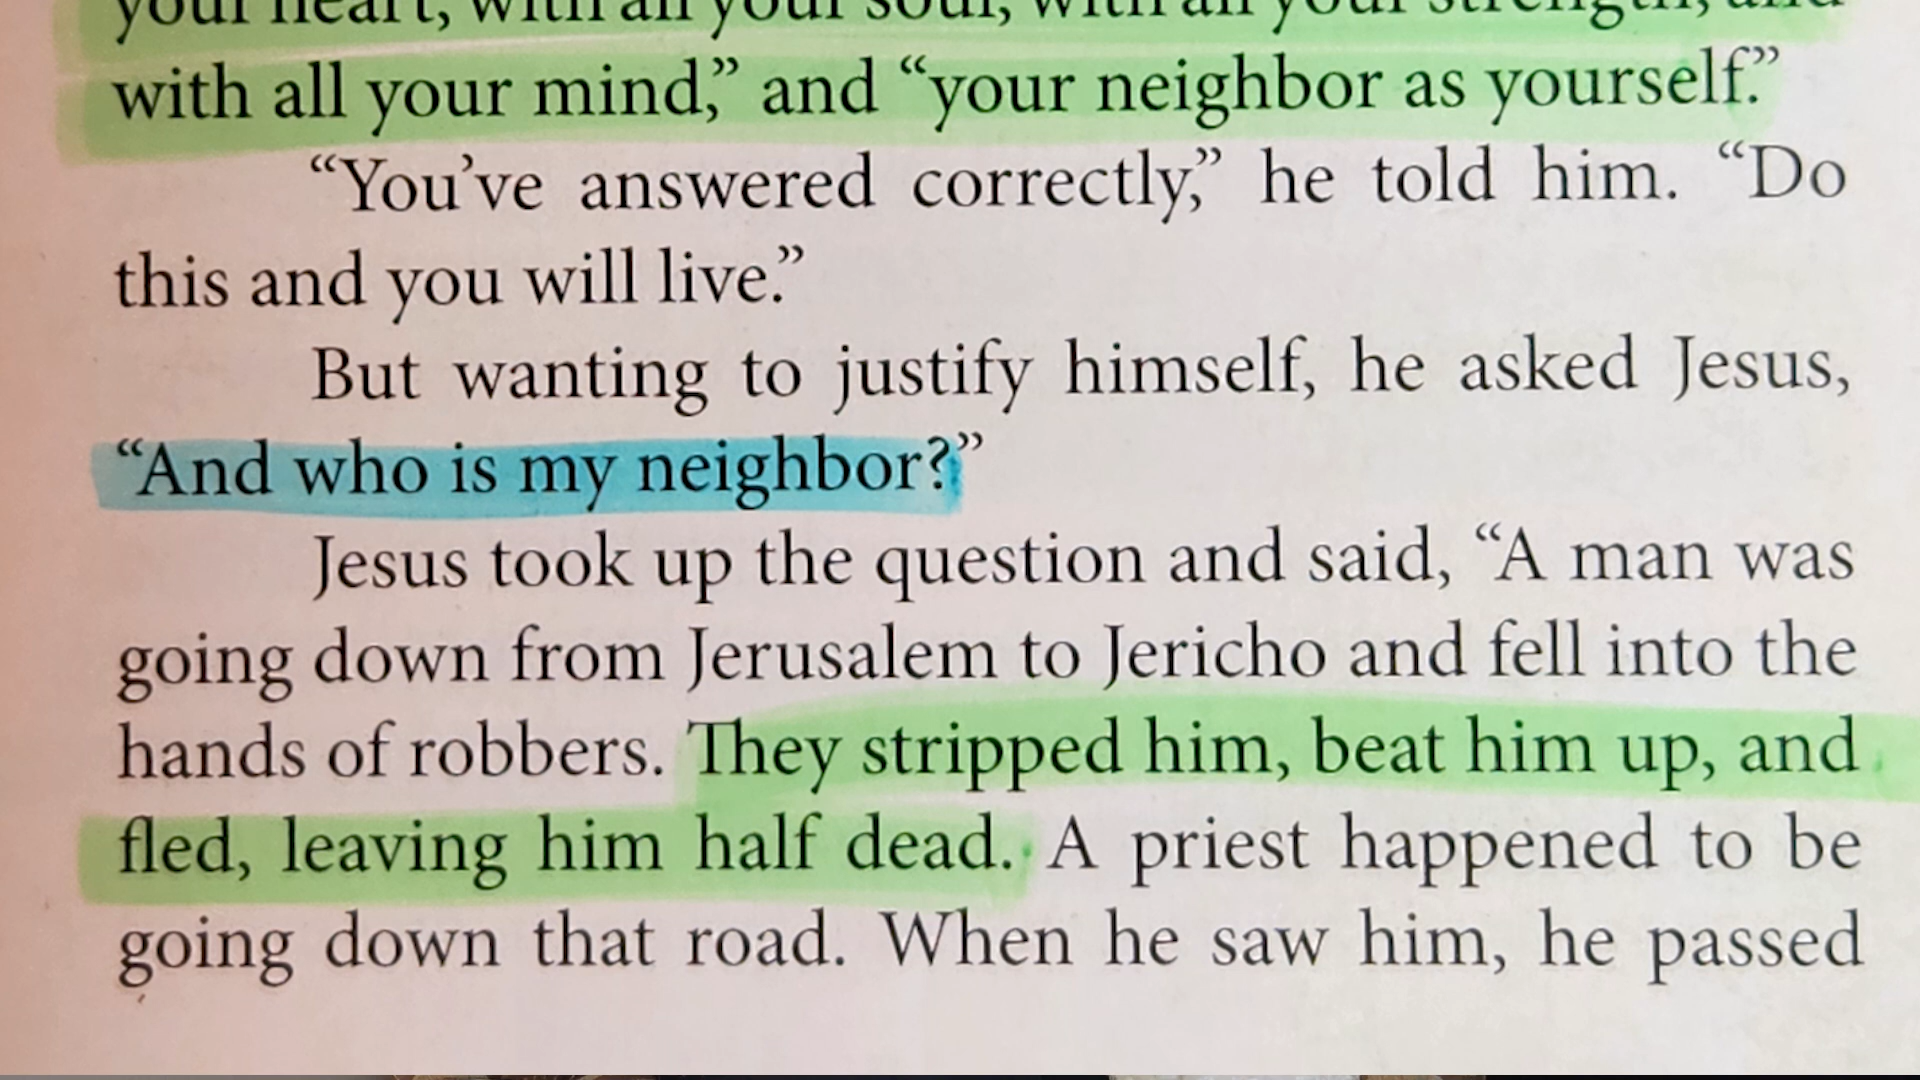 your heart, with all your soul, with all your strength, and
with all your mind,” and “your neighbor as yourself.”
“You’ve answered correctly,” he told him. “Do
this and you will live.”
But wanting to justify himself, he asked Jesus,
“And who is my neighbor?”
Jesus took up the question and said, “A man was
going down from Jerusalem to Jericho and fell into the
hands of robbers. They stripped him, beat him up, and
fled, leaving him half dead. A priest happened to be
going down that road. When he saw him, he passed